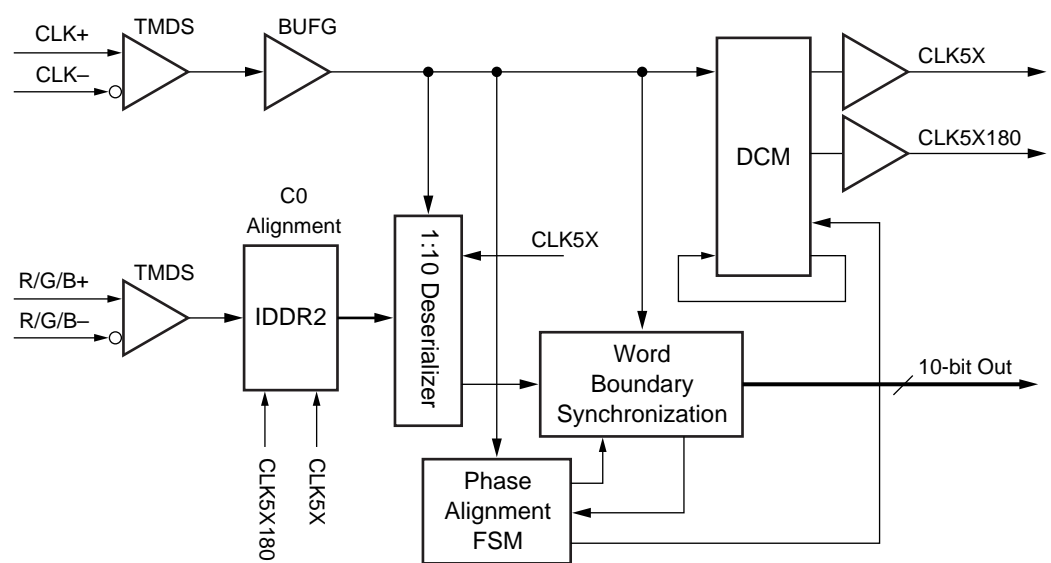 CLK+
CLK–
TMDS
BUFG
CLK5X
CLK5X180
DCM
C0
Alignment
R/G/B+
R/G/B–
TMDS
IDDR2
1:10 Deserializer
CLK5X
Word
Boundary
Synchronization
10-bit Out
CLK5X180
CLK5X
Phase
Alignment
FSM